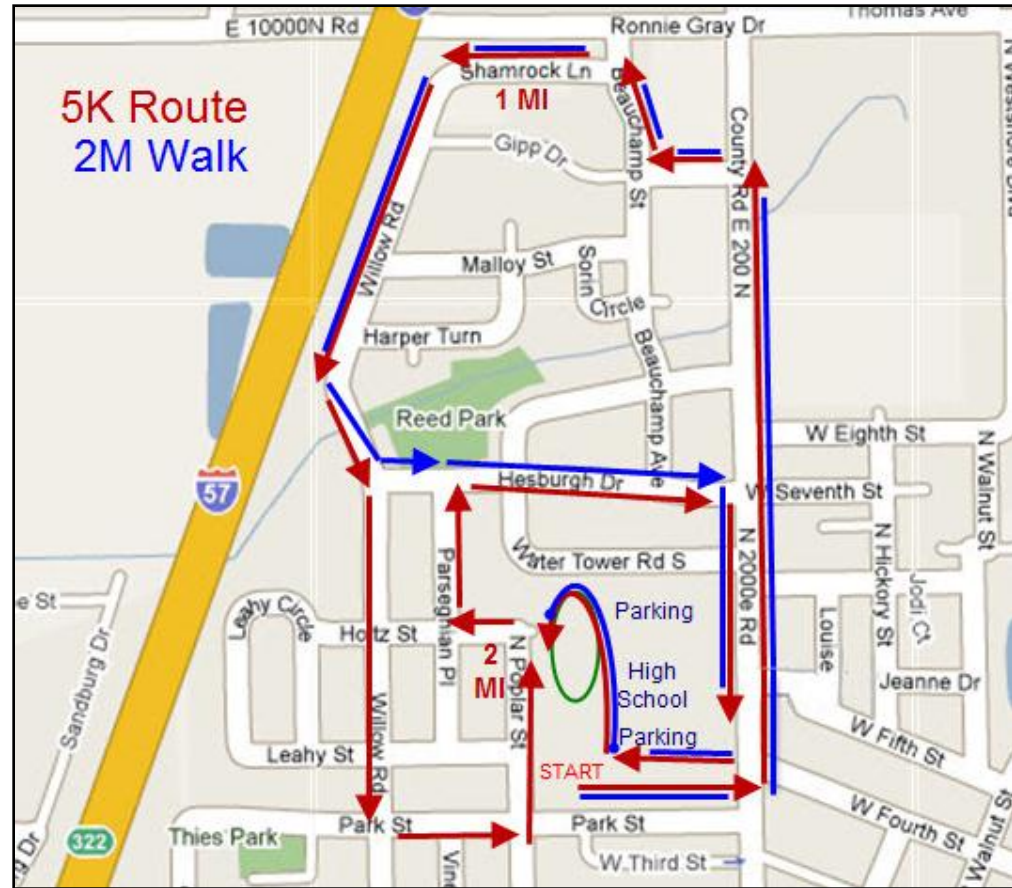 E 10000N Rd
Ronnie Gray Dr
Thomas Ave
5K Route
2M Walk
Shamrock Ln
1 MI
Beauchamp St
County Rd E 200 N
Gipp Dr
Willow Rd
Malloy St
Sorin
Circle
Harper Turn
Beauchamp Ave
Reed Park
W Eighth St
N Walnut St
57
Hesburgh Dr
W Seventh St
Water Tower Rd S
N 2000e Rd
N Hickory St
Parseghian Pl
Jodi Ct
e St
Leahy Circle
Parking
Louise
Hortz St
N Poplar St
2
MI
High
School
Jeanne Dr
Sandburg Dr
Parking
W Fifth St
Leahy St
Willow Rd
START
W Fourth St
Walnut St
Park St
Park St
Thies Park
322
W Third St